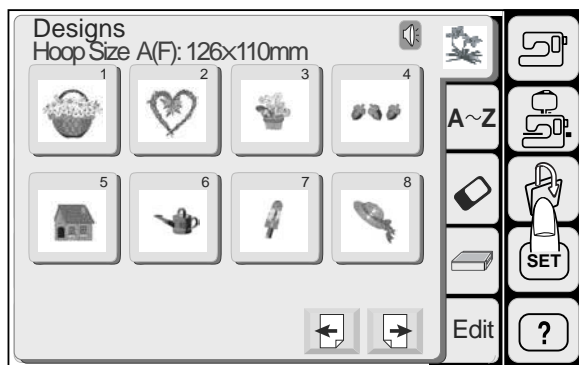 Designs
Hoop Size A(F): 126×110mm
1 2 3 4
5 6 7 8
A~Z
SET
Edit
?